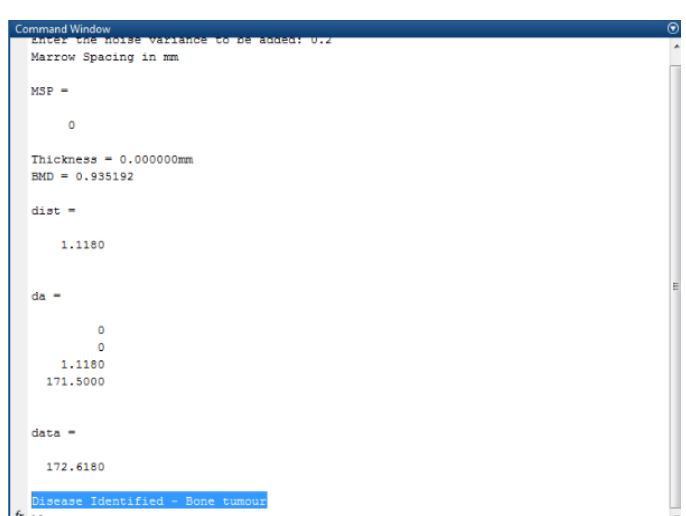 Command Window
Enter the noise variance to be added: 0.2
Marrow Spacing in mm
MSP =
0
Thickness = 0.000000mm
BMD = 0.935192
dist =
1.1180
da =
0
0
1.1180
171.5000
data =
172.6180
Disease Identified - Bone tumour
fx